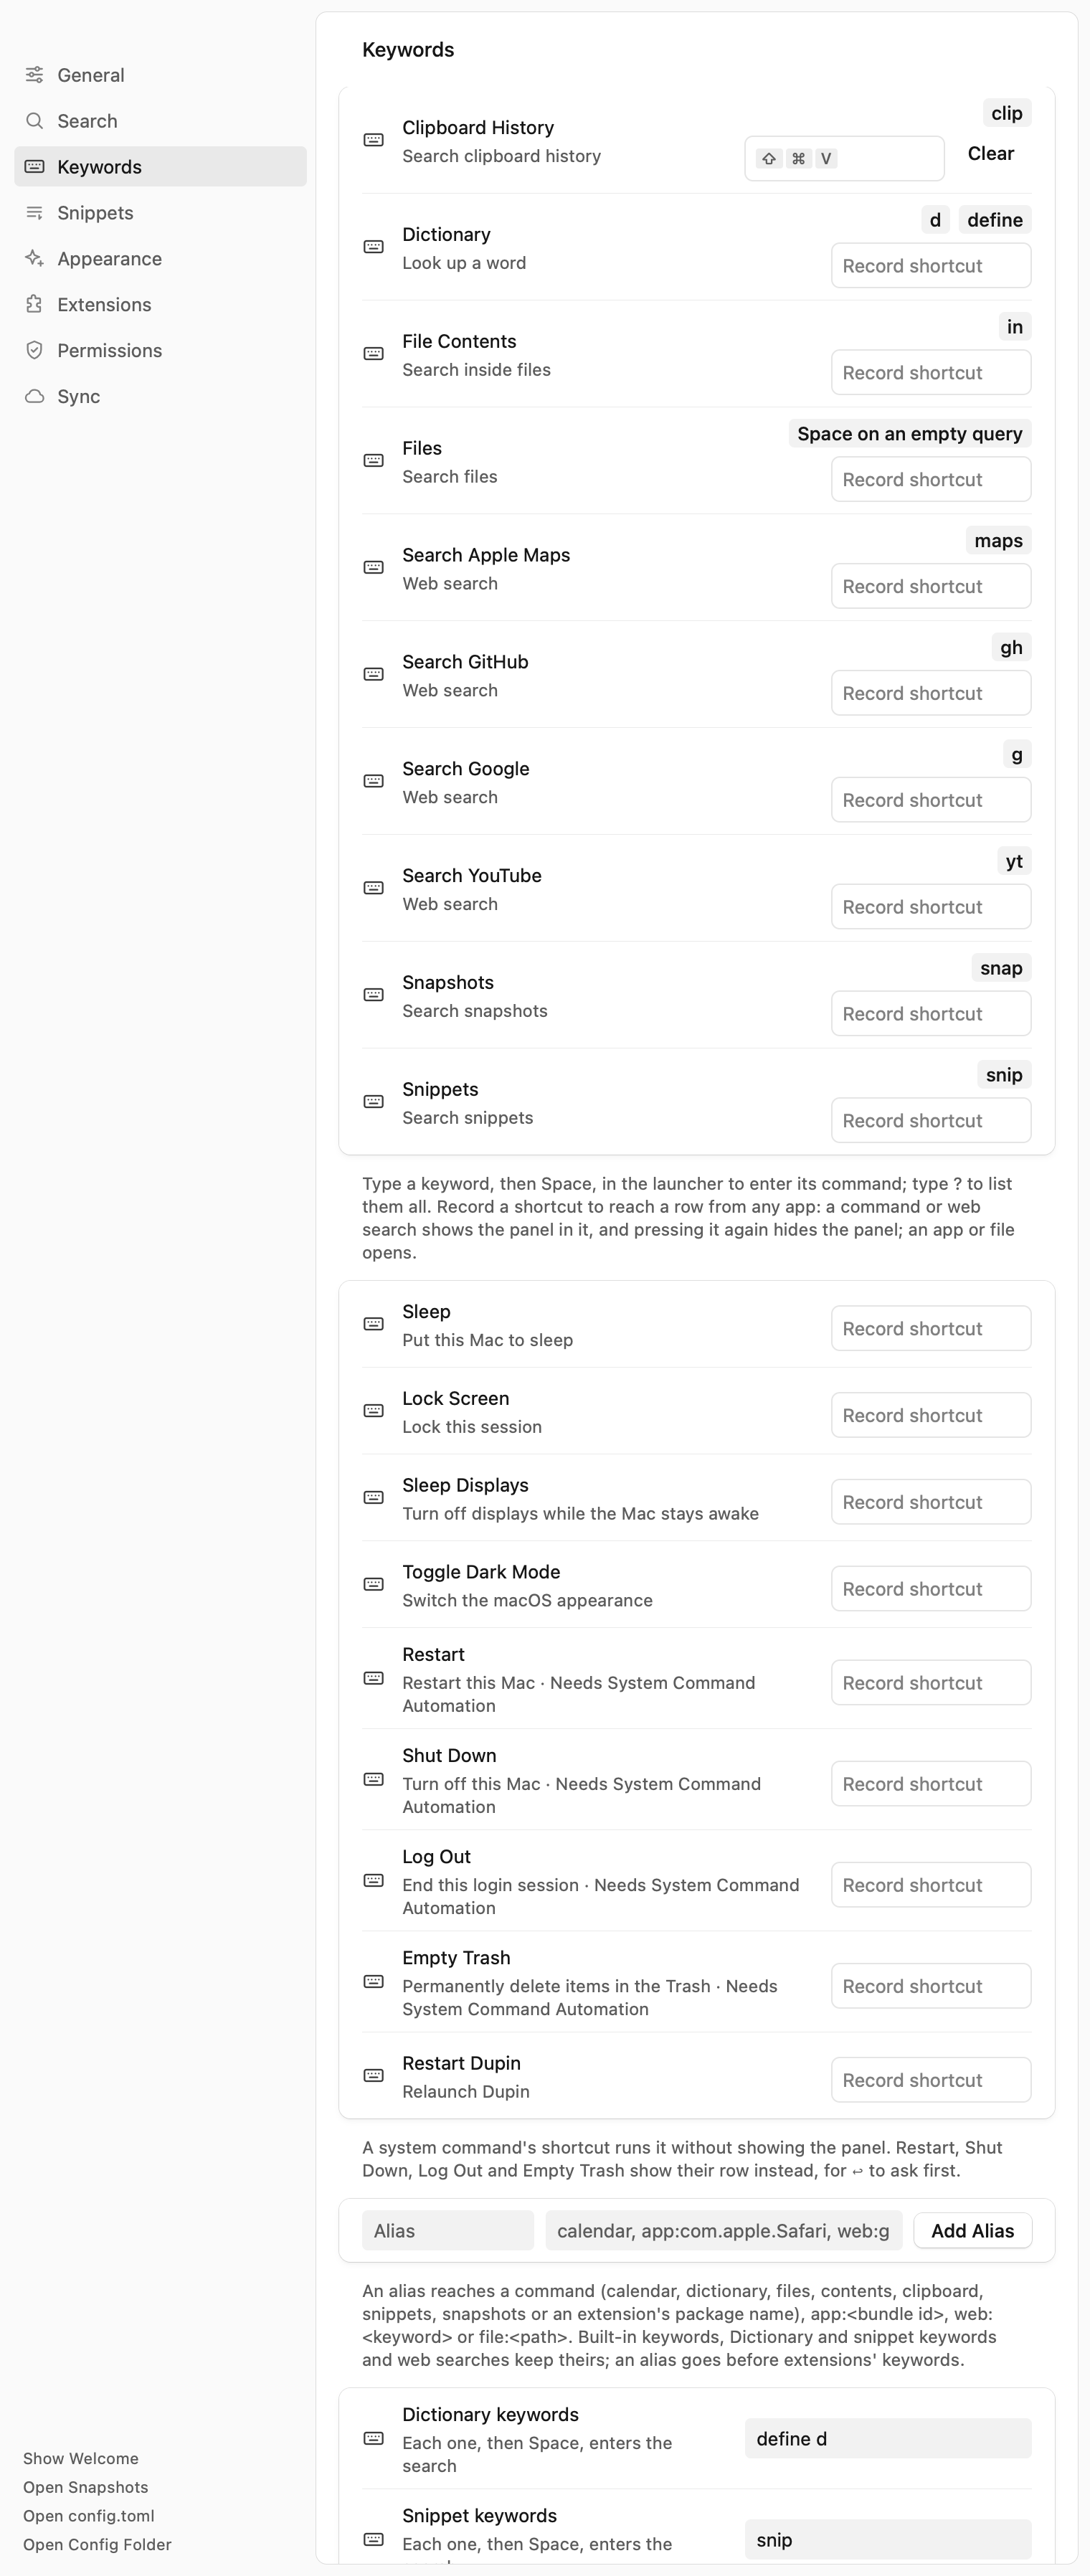 General
Search
Keywords
Snippets
Appearance
Extensions
Permissions
Sync
Show Welcome
Open Snapshots
Open config.toml
Open Config Folder
Keywords
Clipboard History
Search clipboard history
clip
⇧ ⌘ V
Clear
Dictionary
Look up a word
d define
Record shortcut
File Contents
Search inside files
in
Record shortcut
Files
Search files
Space on an empty query
Record shortcut
Search Apple Maps
Web search
maps
Record shortcut
Search GitHub
Web search
gh
Record shortcut
Search Google
Web search
g
Record shortcut
Search YouTube
Web search
yt
Record shortcut
Snapshots
Search snapshots
snap
Record shortcut
Snippets
Search snippets
snip
Record shortcut
Type a keyword, then Space, in the launcher to enter its command; type ? to list
them all. Record a shortcut to reach a row from any app: a command or web
search shows the panel in it, and pressing it again hides the panel; an app or file
opens.
Sleep
Put this Mac to sleep
Record shortcut
Lock Screen
Lock this session
Record shortcut
Sleep Displays
Turn off displays while the Mac stays awake
Record shortcut
Toggle Dark Mode
Switch the macOS appearance
Record shortcut
Restart
Restart this Mac · Needs System Command
Automation
Record shortcut
Shut Down
Turn off this Mac · Needs System Command
Automation
Record shortcut
Log Out
End this login session · Needs System Command
Automation
Record shortcut
Empty Trash
Permanently delete items in the Trash · Needs
System Command Automation
Record shortcut
Restart Dupin
Relaunch Dupin
Record shortcut
A system command's shortcut runs it without showing the panel. Restart, Shut
Down, Log Out and Empty Trash show their row instead, for ↩ to ask first.
Alias
calendar, app:com.apple.Safari, web:g
Add Alias
An alias reaches a command (calendar, dictionary, files, contents, clipboard,
snippets, snapshots or an extension's package name), app:<bundle id>, web:
<keyword> or file:<path>. Built-in keywords, Dictionary and snippet keywords
and web searches keep theirs; an alias goes before extensions' keywords.
Dictionary keywords
Each one, then Space, enters the
search
define d
Snippet keywords
Each one, then Space, enters the
snip